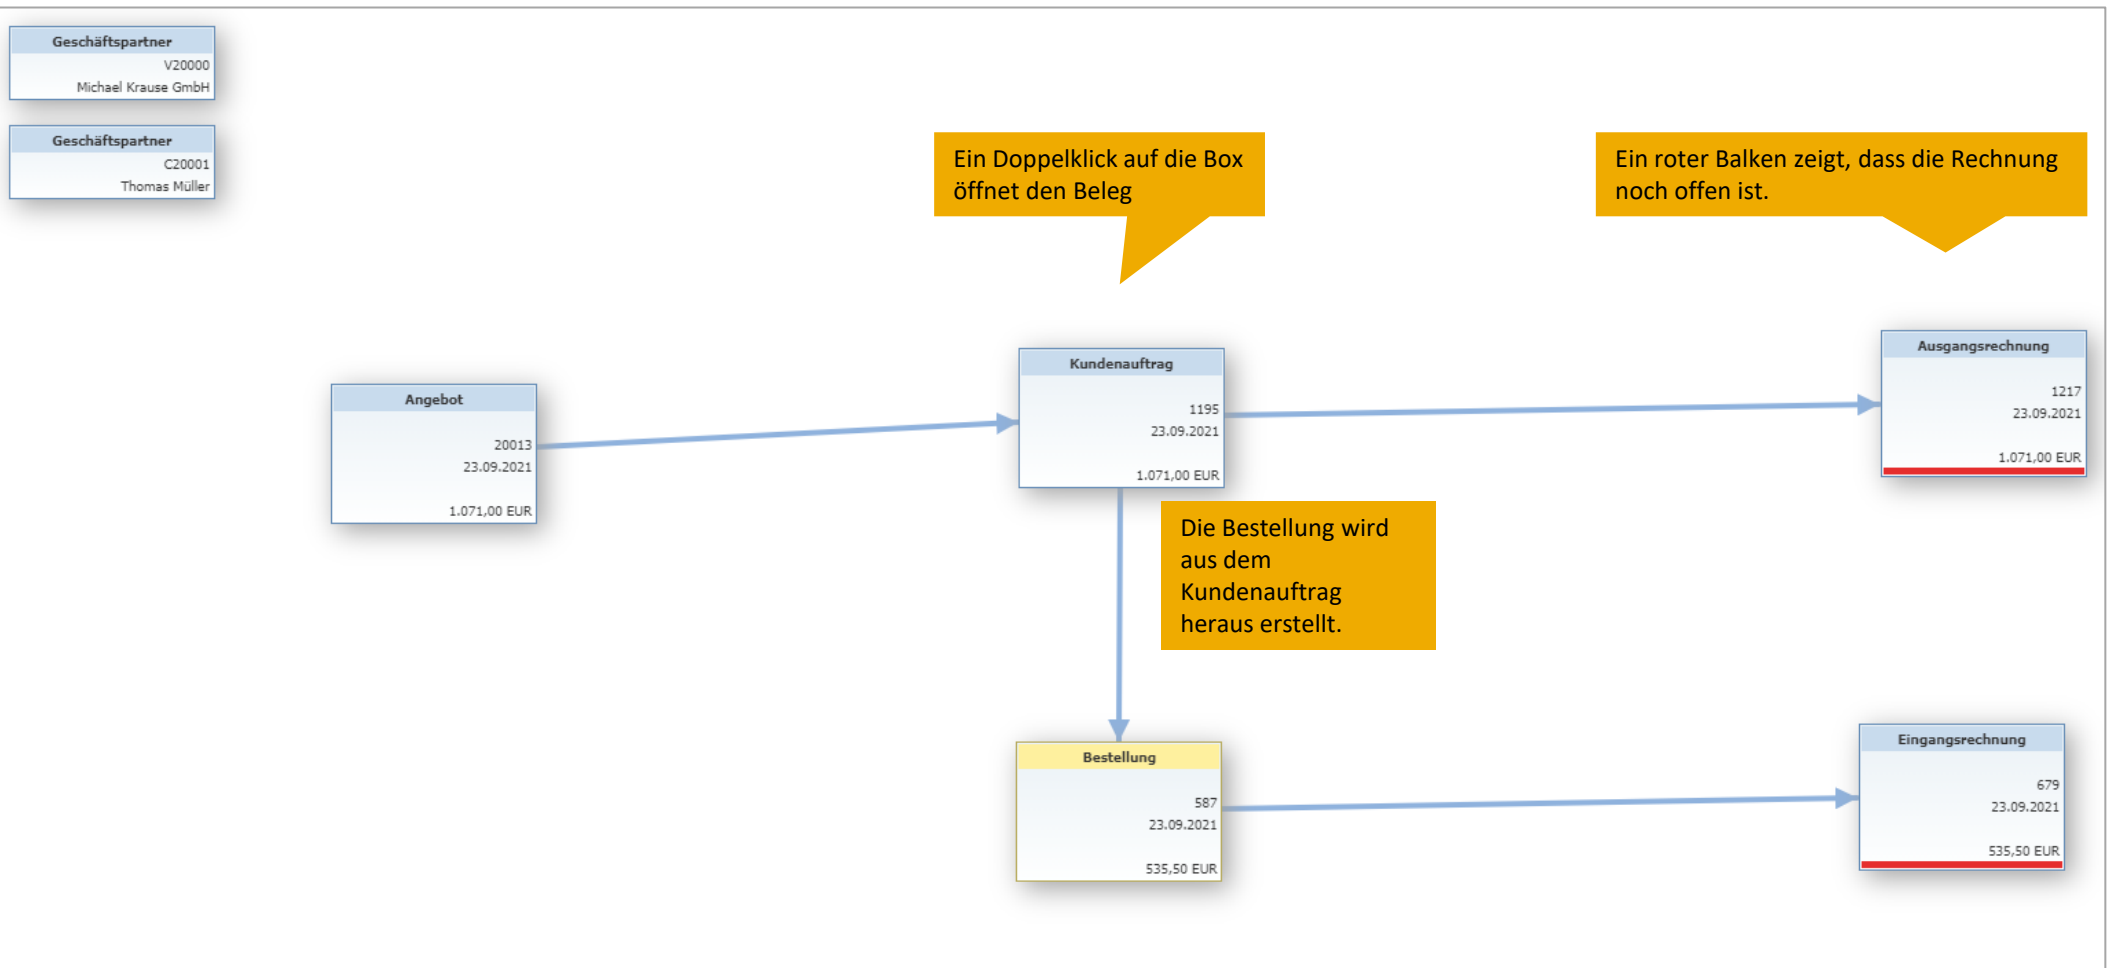 Geschäftspartner
V20000
Michael Krause GmbH
Geschäftspartner
C20001
Thomas Müller
Ein Doppelklick auf die Box
öffnet den Beleg
Ein roter Balken zeigt, dass die Rechnung
noch offen ist.
Angebot
20013
23.09.2021
1.071,00 EUR
Kundenauftrag
1195
23.09.2021
1.071,00 EUR
Ausgangsrechnung
1217
23.09.2021
1.071,00 EUR
Die Bestellung wird
aus dem
Kundenauftrag
heraus erstellt.
Bestellung
587
23.09.2021
535,50 EUR
Eingangsrechnung
679
23.09.2021
535,50 EUR